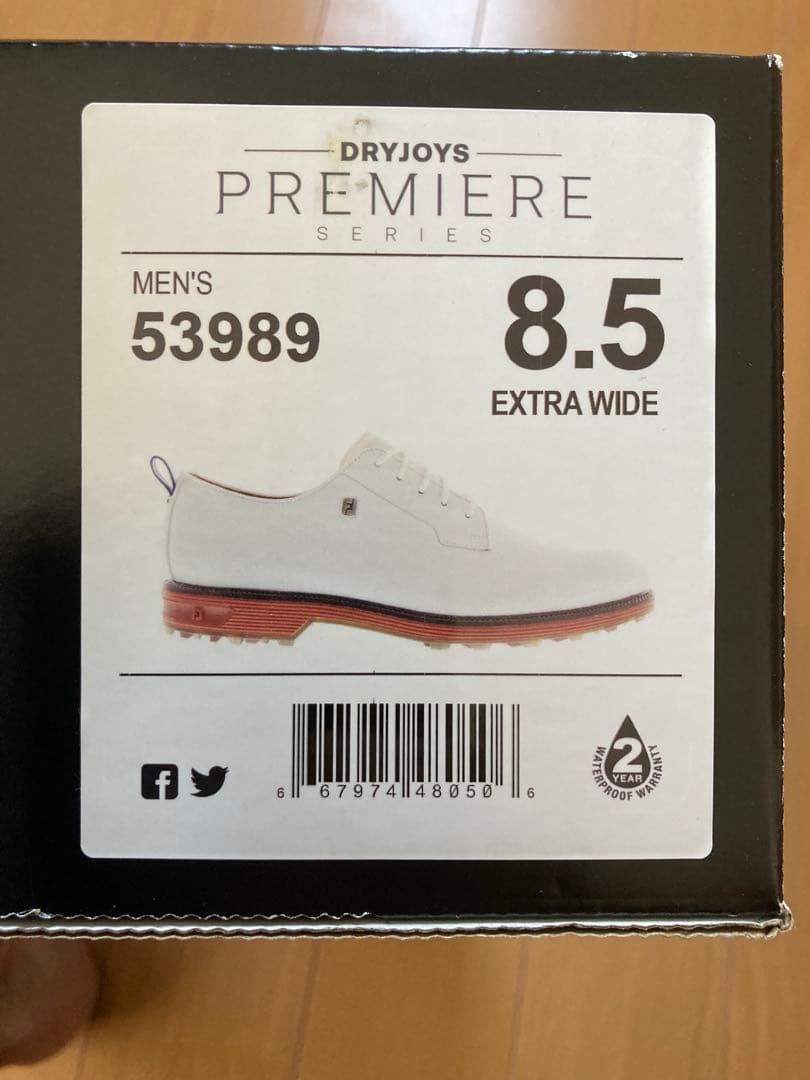 DRYJOYS
PREMIERE
SERIES
MEN'S
53989
8.5
EXTRA WIDE
6 67974 48050 6
2
YEAR
WATERPROOF WARRANTY